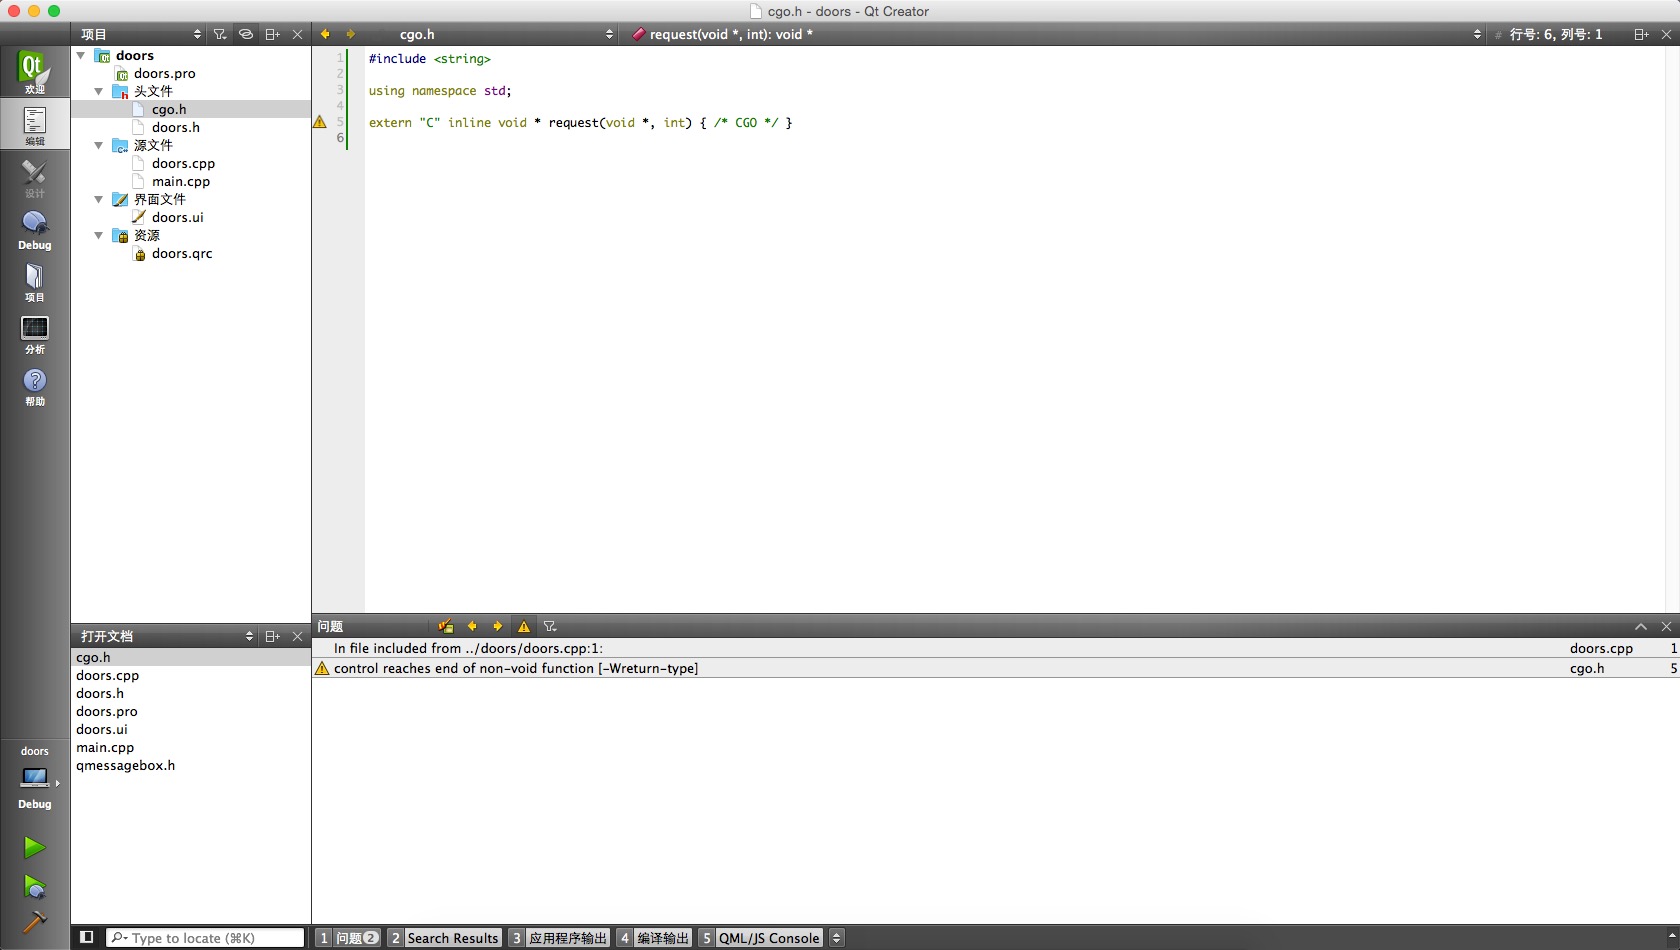 cgo.h - doors - Qt Creator
项目
cgo.h
request(void *, int): void *
# 行号: 6, 列号: 1
Qt
欢迎
编辑
设计
Debug
项目
分析
?
帮助
doors
doors.pro
头文件
cgo.h
doors.h
源文件
doors.cpp
main.cpp
界面文件
doors.ui
资源
doors.qrc
1 #include <string>
2
3 using namespace std;
4
5 extern "C" inline void * request(void *, int) { /* CGO */ }
6
打开文档
cgo.h
doors.cpp
doors.h
doors.pro
doors.ui
main.cpp
qmessagebox.h
问题
In file included from ../doors/doors.cpp:1: doors.cpp 1
control reaches end of non-void function [-Wreturn-type] cgo.h 5
doors
Debug
Type to locate (⌘K)
1 问题 2
2 Search Results
3 应用程序输出
4 编译输出
5 QML/JS Console